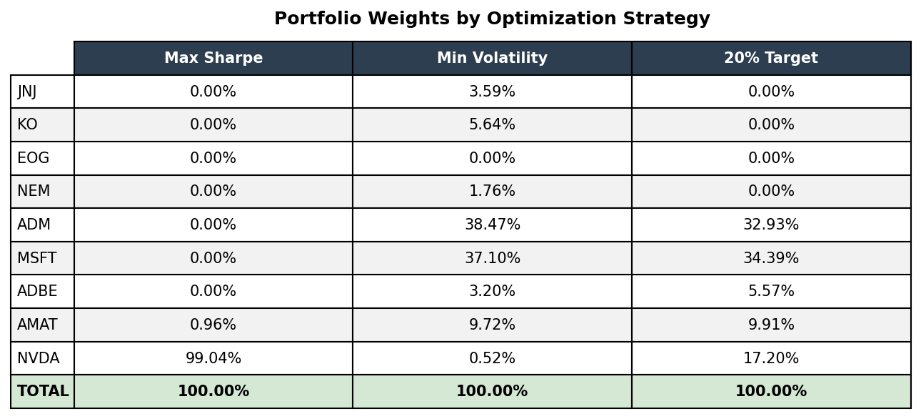 Portfolio Weights by Optimization Strategy
Max Sharpe Min Volatility 20% Target
JNJ 0.00% 3.59% 0.00%
KO 0.00% 5.64% 0.00%
EOG 0.00% 0.00% 0.00%
NEM 0.00% 1.76% 0.00%
ADM 0.00% 38.47% 32.93%
MSFT 0.00% 37.10% 34.39%
ADBE 0.00% 3.20% 5.57%
AMAT 0.96% 9.72% 9.91%
NVDA 99.04% 0.52% 17.20%
TOTAL 100.00% 100.00% 100.00%